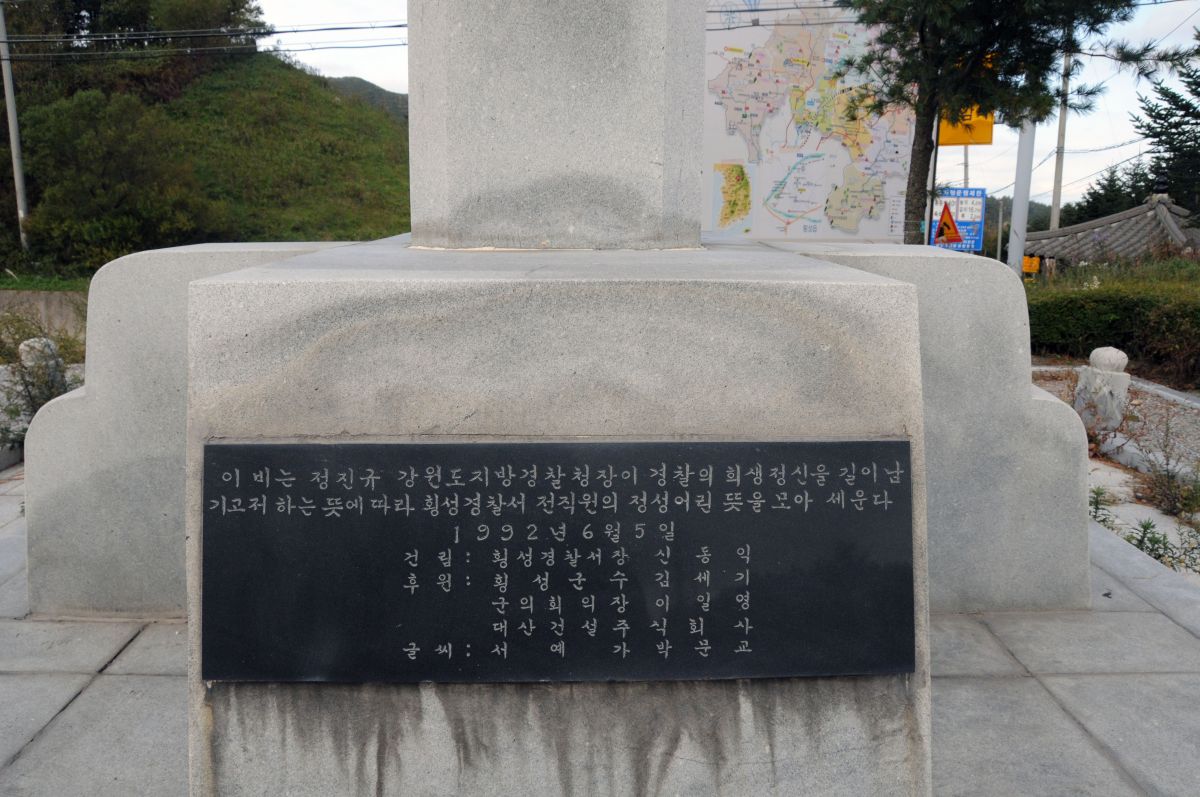 이 비는 정진규 강원도지방경찰청장이 경찰의 희생정신을 길이남
기고저 하는 뜻에 따라 횡성경찰서 전직원의 정성어린 뜻을 모아 세운다
1992년 6월 5일
건립 : 횡성경찰서장 신동익
후원 : 횡성군수 김세기
군의회의장 이일영
대산건설주식회사
글씨 : 서예가 박문교